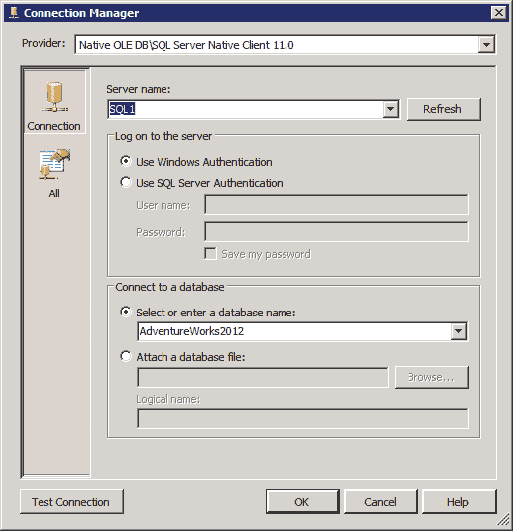 Connection Manager
Provider: Native OLE DB\SQL Server Native Client 11.0
Connection
All
Server name:
SQL1 Refresh
Log on to the server
Use Windows Authentication
Use SQL Server Authentication
User name:
Password:
Save my password
Connect to a database
Select or enter a database name:
AdventureWorks2012
Attach a database file:
Browse...
Logical name:
Test Connection OK Cancel Help